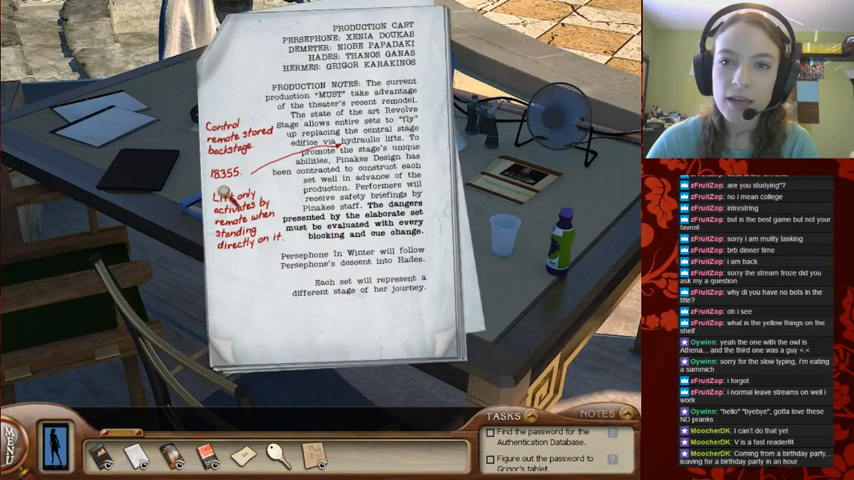 PRODUCTION CAST
PERSEPHONE: XENIA DOUKAS
DEMETER: NIOBE PAPADAKI
HADES: THANOS GANAS
HERMES: GRIGOR KARAKINOS
PRODUCTION NOTES: The current
production "MUST" take advantage
of the theater's recent remodel.
The state of the art Revolve
Stage allows entire sets to "fly"
up replacing the central stage
edifice via hydraulic lifts. To
promote the stage's unique
abilities, Pinakes Design has
been contracted to construct each
set well in advance of the
production. Performers will
receive safety briefings by
Pinakes staff. The dangers
presented by the elaborate set
must be evaluated with every
blocking and cue change.
Persephone In Winter will follow
Persephone's descent into Hades.
Each set will represent a
different stage of her journey.
Control
remote stored
backstage.
18355.
Lift only
activates by
remote when
standing
directly on it.
MENU
TASKS
NOTES
Find the password for the
Authentication Database.
?
Figure out the password to
Grigor's tablet.
?
zFruitZop: are you studying"?
zFruitZop: no i mean college
zFruitZop: intresting
zFruitZop: but is the best game but not your
favroit
zFruitZop: sorry i am mulity tasking
zFruitZop: brb dinner time
zFruitZop: i am back
zFruitZop: sorry the stream froze did you
ask my a question
zFruitZop: why di you have no bots in the
title?
zFruitZop: oh i see
zFruitZop: what is the yellow things on the
shelf
Oywinn: yeah the one with the owl is
Athena... and the third one was a guy <.<
Oywinn: sorry for the slow typing, i'm eating
a sammich
zFruitZop: i forgot
zFruitZop: i normal leave streams on well i
work
Oywinn: "hello" "byebye", gotta love these
ND pranks
MoocherDK: I can't do that yet
MoocherDK: V is a fast reader!!!
MoocherDK: Coming from a birthday party...
leaving for a birthday party in an hour